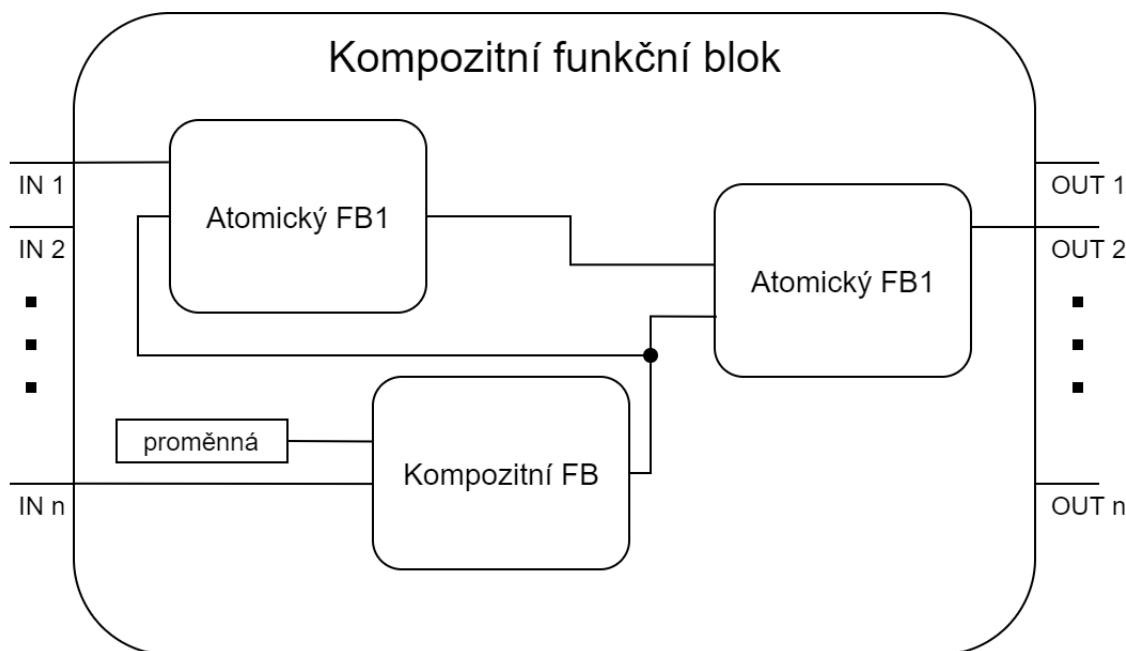 Kompozitní funkční blok
IN 1
Atomický FB1
OUT 1
IN 2
OUT 2
Atomický FB1
proměnná
Kompozitní FB
IN n
OUT n